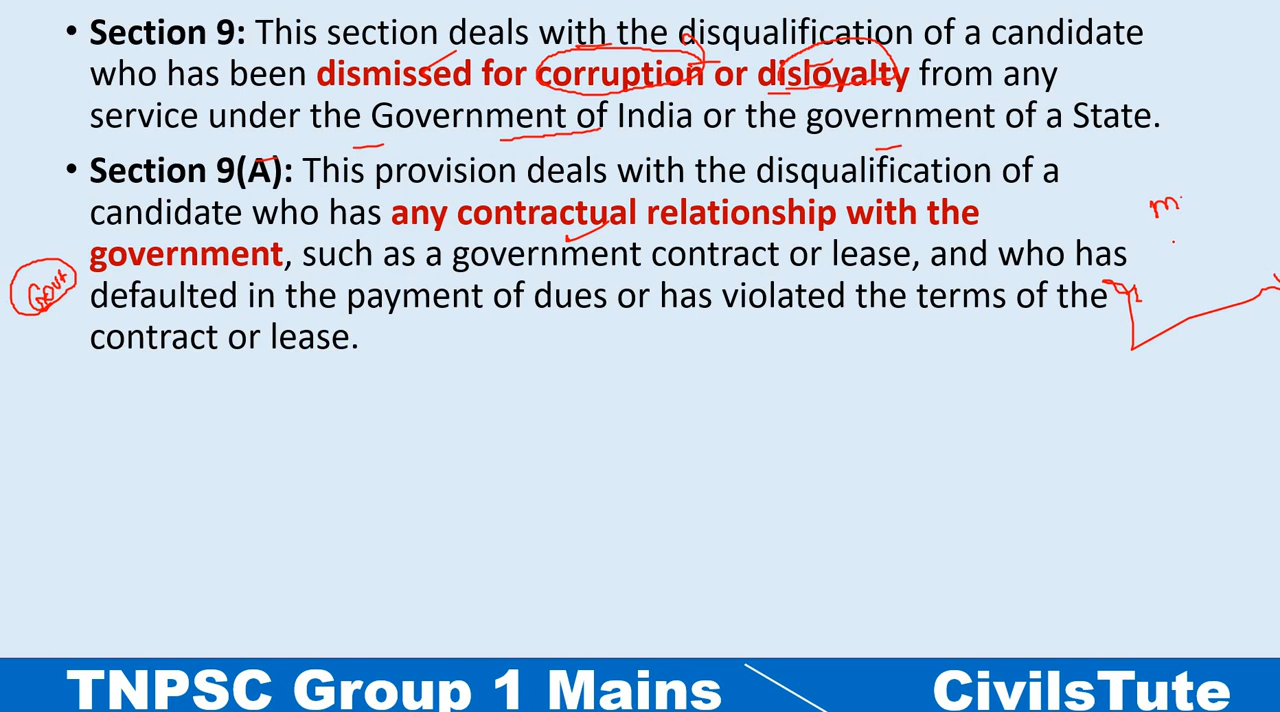 • Section 9: This section deals with the disqualification of a candidate
who has been dismissed for corruption or disloyalty from any
service under the Government of India or the government of a State.
• Section 9(A): This provision deals with the disqualification of a
candidate who has any contractual relationship with the
government, such as a government contract or lease, and who has
defaulted in the payment of dues or has violated the terms of the
contract or lease.
Govt
m
TNPSC Group 1 Mains
CivilsTute